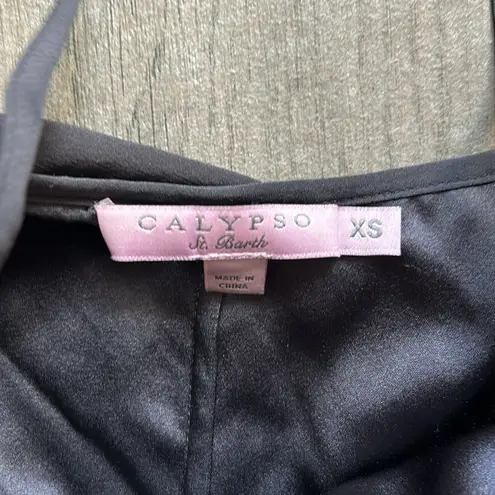 CALYPSO
St. Barth
XS
MADE IN
CHINA